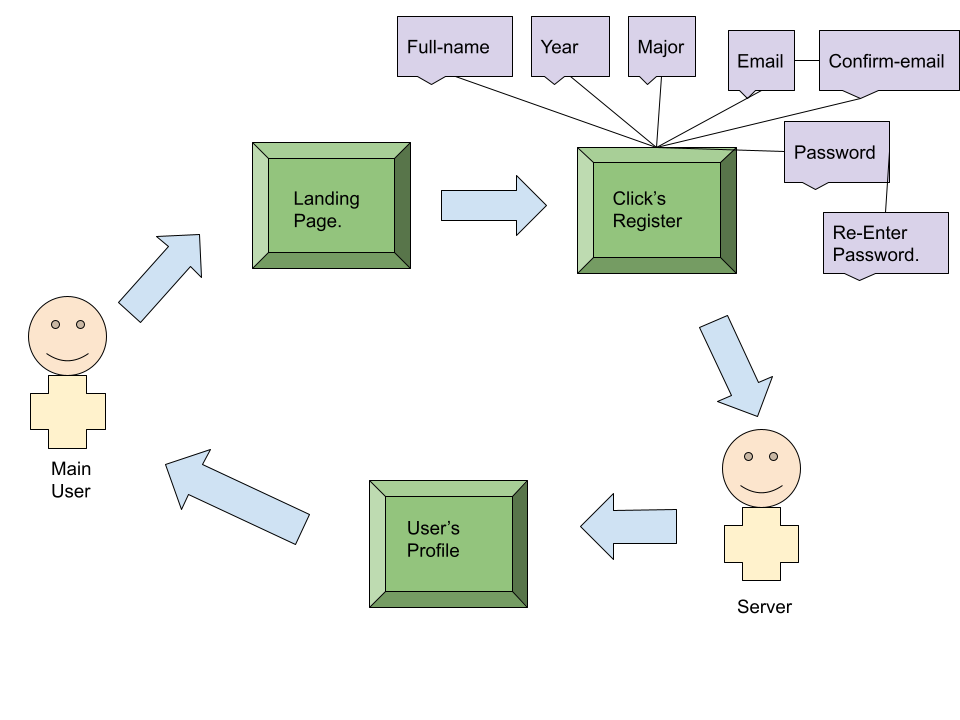 Full-name
Year
Major
Email
Confirm-email
Password
Re-Enter
Password.
Landing
Page.
Click's
Register
Main
User
User's
Profile
Server